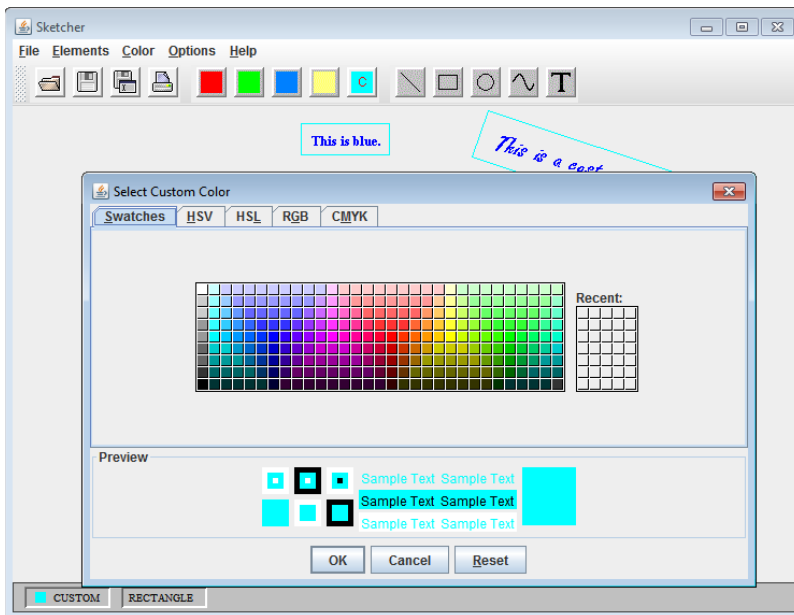 Sketcher
File Elements Color Options Help
C T
This is blue.
This is a
Select Custom Color
Swatches HSV HSL RGB CMYK
Recent:
Preview
Sample Text Sample Text
Sample Text Sample Text
Sample Text Sample Text
OK Cancel Reset
CUSTOM RECTANGLE